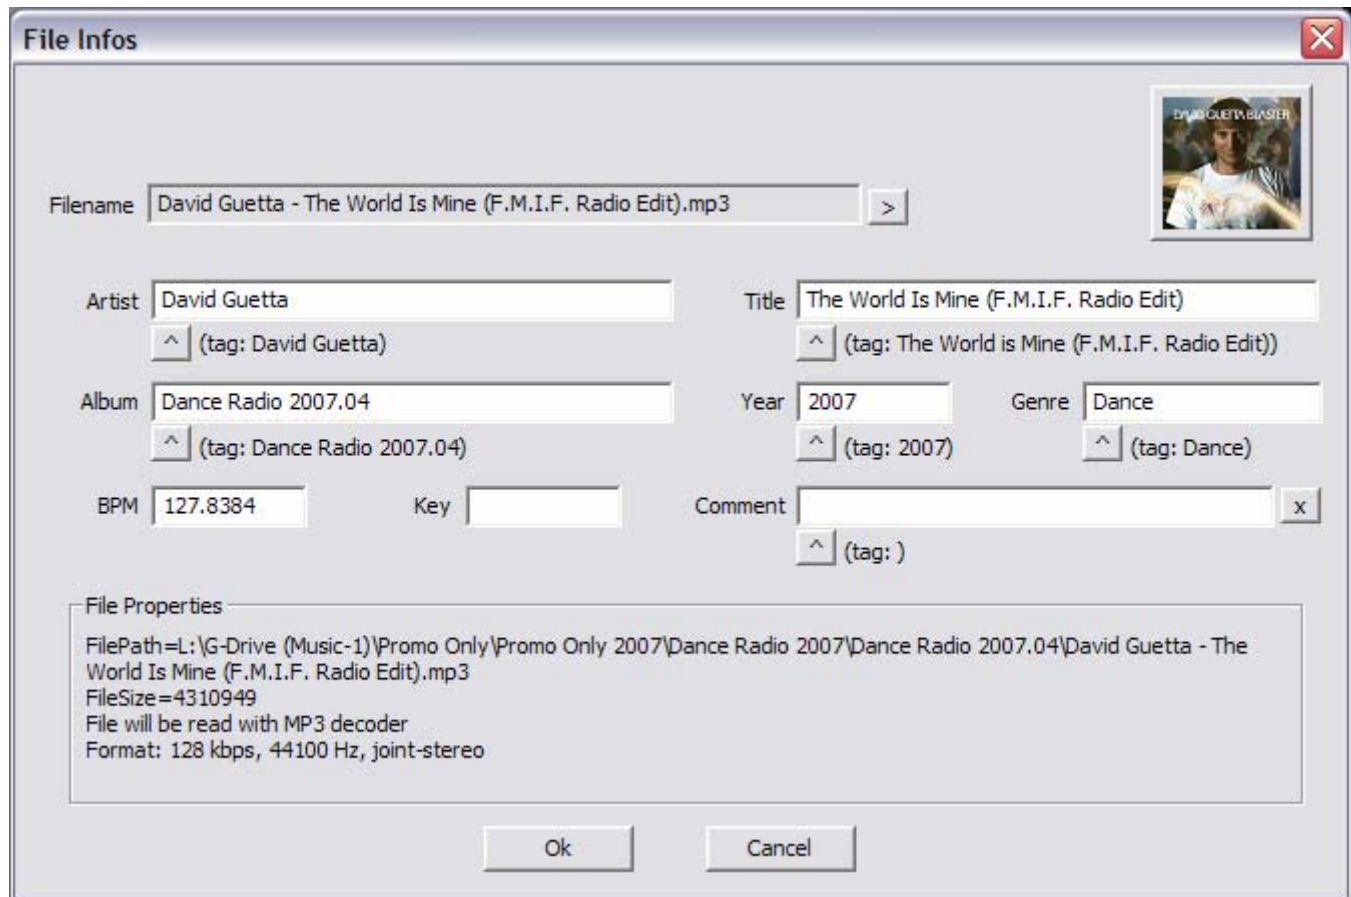 File Infos
DAVID GUETTA BLASTER
Filename David Guetta - The World Is Mine (F.M.I.F. Radio Edit).mp3 >
Artist David Guetta Title The World Is Mine (F.M.I.F. Radio Edit)
^ (tag: David Guetta) ^ (tag: The World is Mine (F.M.I.F. Radio Edit))
Album Dance Radio 2007.04 Year 2007 Genre Dance
^ (tag: Dance Radio 2007.04) ^ (tag: 2007) ^ (tag: Dance)
BPM 127.8384 Key Comment x
^ (tag: )
File Properties
FilePath=L:\G-Drive (Music-1)\Promo Only\Promo Only 2007\Dance Radio 2007\Dance Radio 2007.04\David Guetta - The
World Is Mine (F.M.I.F. Radio Edit).mp3
FileSize=4310949
File will be read with MP3 decoder
Format: 128 kbps, 44100 Hz, joint-stereo
Ok Cancel